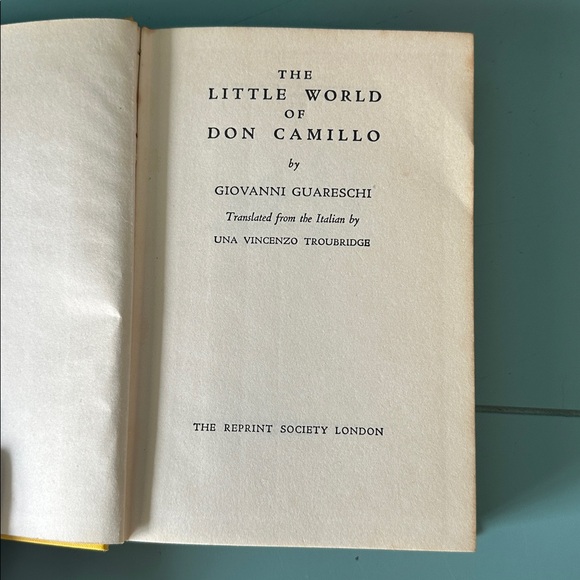 THE
LITTLE WORLD
OF
DON CAMILLO
by
GIOVANNI GUARESCHI
Translated from the Italian by
UNA VINCENZO TROUBRIDGE
THE REPRINT SOCIETY LONDON